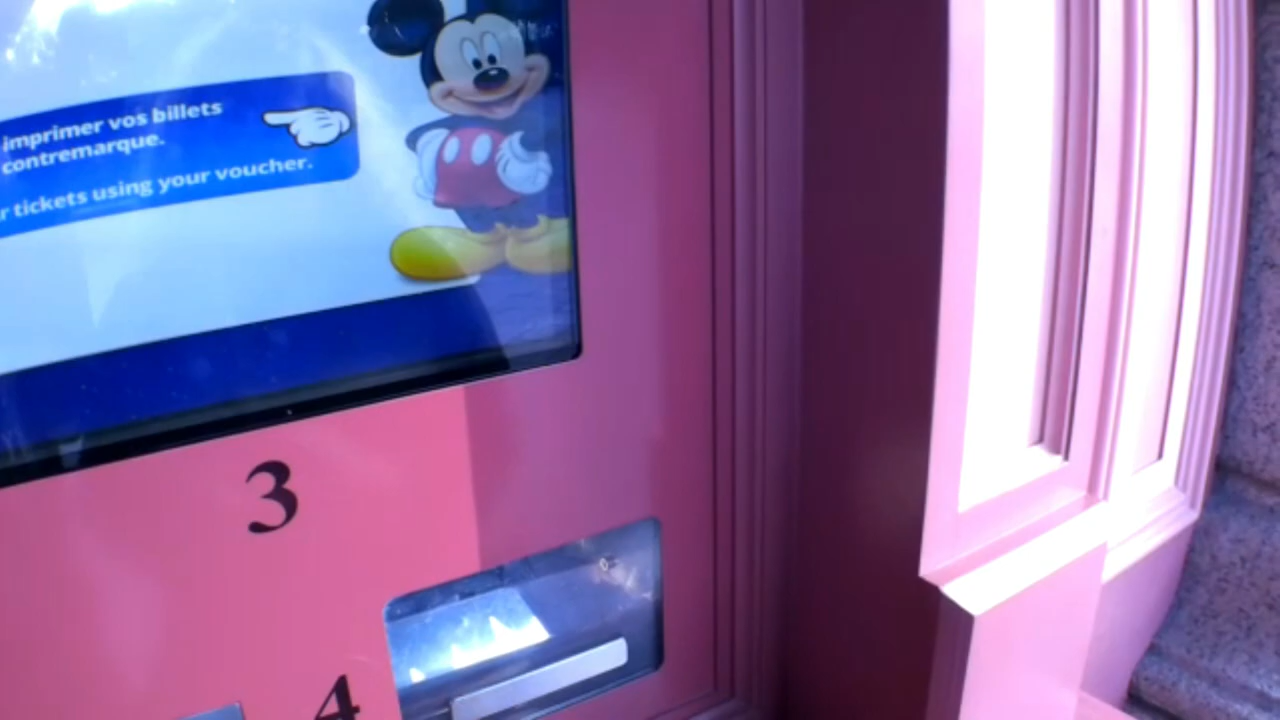 imprimer vos billets
contremarque.
tickets using your voucher.
3
4